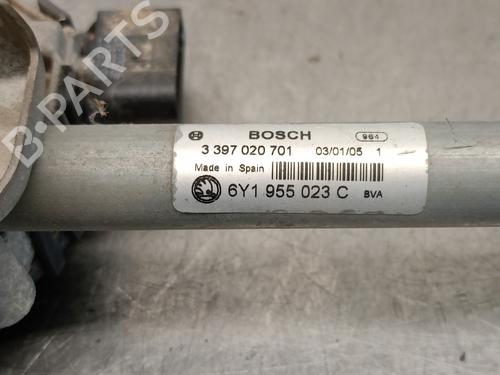 B-PARTS
BOSCH 964
3 397 020 701 03/01/05 1
Made in Spain
6Y1 955 023 C BVA